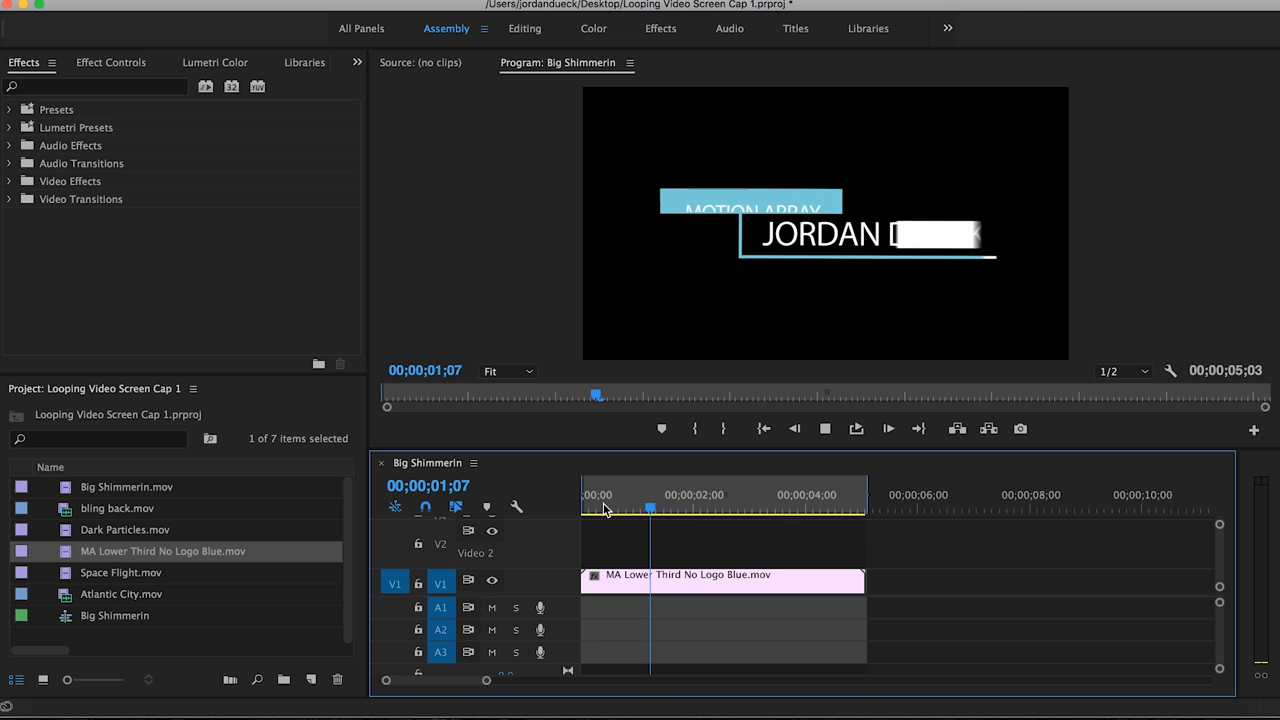 /Users/jordandueck/Desktop/Looping Video Screen Cap 1.prproj *
All Panels Assembly Editing Color Effects Audio Titles Libraries
Effects Effect Controls Lumetri Color Libraries
Source: (no clips) Program: Big Shimmerin
32 YUV
Presets
Lumetri Presets
Audio Effects
Audio Transitions
Video Effects
Video Transitions
MOTION ARRAY
JORDAN
00;00;01;07 Fit 1/2 00;00;05;03
Project: Looping Video Screen Cap 1
Looping Video Screen Cap 1.prproj
1 of 7 items selected
Name
Big Shimmerin.mov
bling back.mov
Dark Particles.mov
MA Lower Third No Logo Blue.mov
Space Flight.mov
Atlantic City.mov
Big Shimmerin
× Big Shimmerin
00;00;01;07
;00;00 00;00;02;00 00;00;04;00 00;00;06;00 00;00;08;00 00;00;10;00
V2
Video 2
V1 V1 MA Lower Third No Logo Blue.mov
A1 M S
A2 M S
A3 M S